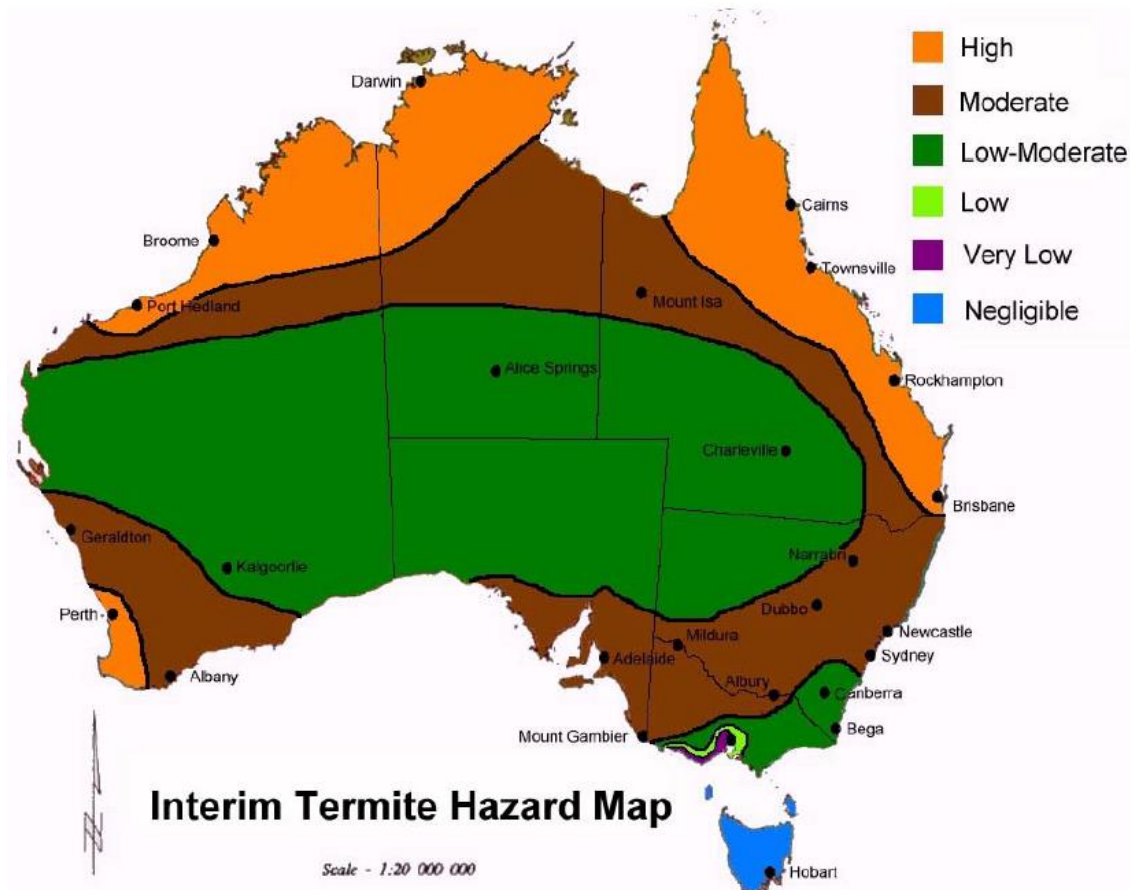 High
Moderate
Low-Moderate
Low
Very Low
Negligible
Darwin
Cairns
Broome
Townsville
Port Hedland
Mount Isa
Alice Springs
Rockhampton
Charleville
Brisbane
Geraldton
Narrabri
Kalgoorlie
Dubbo
Perth
Newcastle
Mildura
Sydney
Adelaide
Albany
Albury
Canberra
Bega
Mount Gambier
Interim Termite Hazard Map
Scale - 1:20 000 000
Hobart